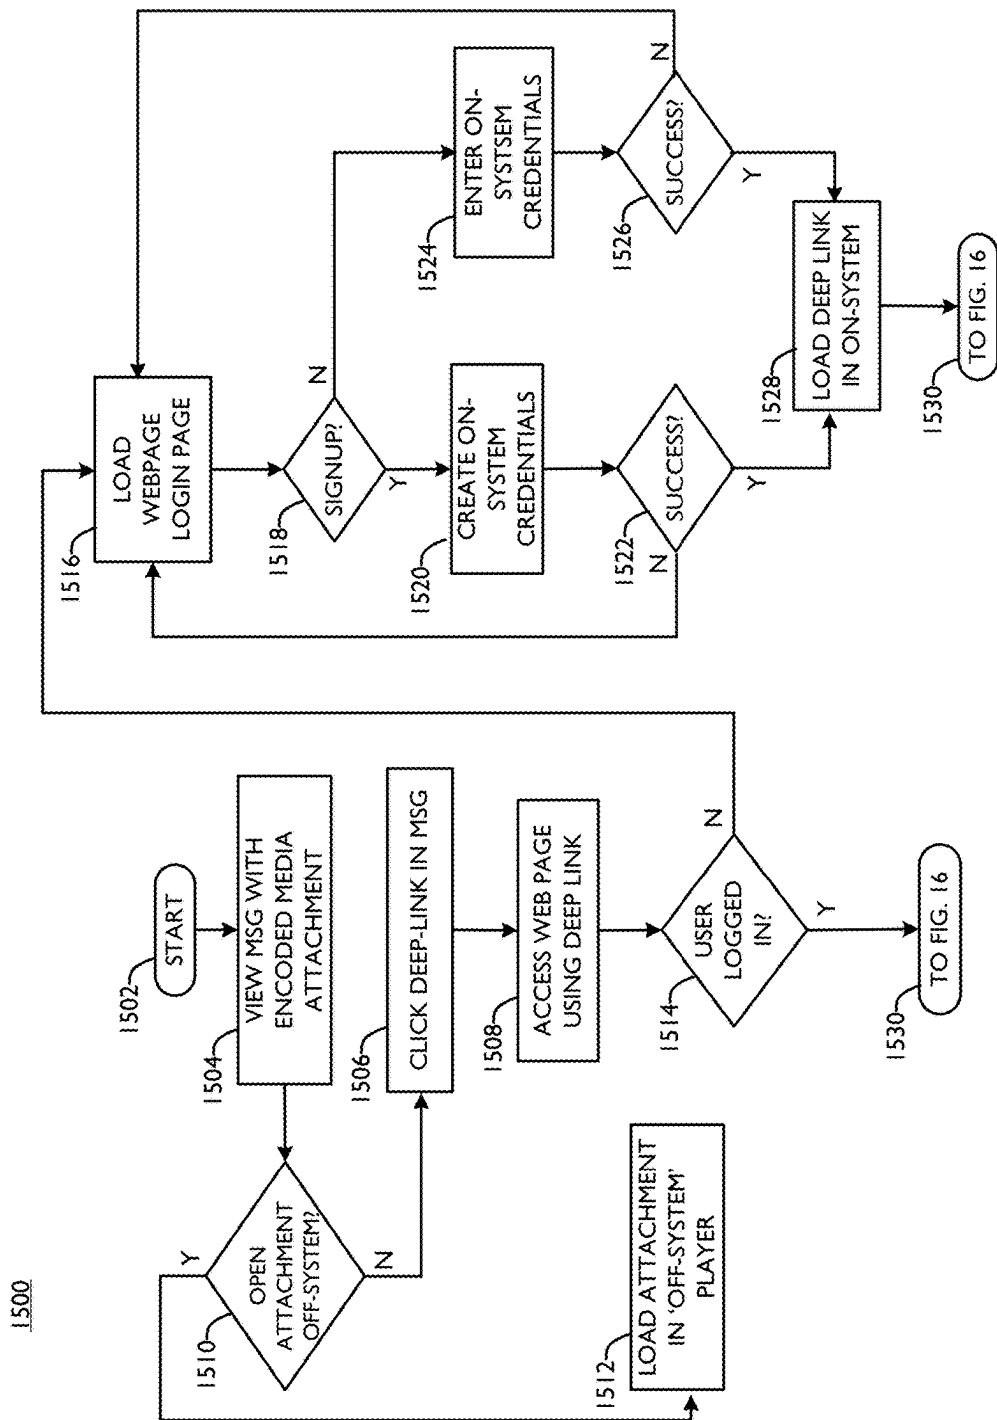 1500
1502
START
1504
VIEW MSG WITH
ENCODED MEDIA
ATTACHMENT
1510
OPEN
ATTACHMENT
OFF-SYSTEM?
Y
N
1512
LOAD ATTACHMENT
IN 'OFF-SYSTEM'
PLAYER
1506
CLICK DEEP-LINK IN MSG
1508
ACCESS WEB PAGE
USING DEEP LINK
1514
USER
LOGGED
IN?
N
Y
1530
TO FIG. 16
1516
LOAD
WEBPAGE
LOGIN PAGE
1518
SIGNUP?
N
Y
1520
CREATE ON-
SYSTEM
CREDENTIALS
1522
SUCCESS?
N
Y
1524
ENTER ON-
SYSTSEM
CREDENTIALS
1526
SUCCESS?
N
Y
1528
LOAD DEEP LINK
IN ON-SYSTEM
1530
TO FIG. 16